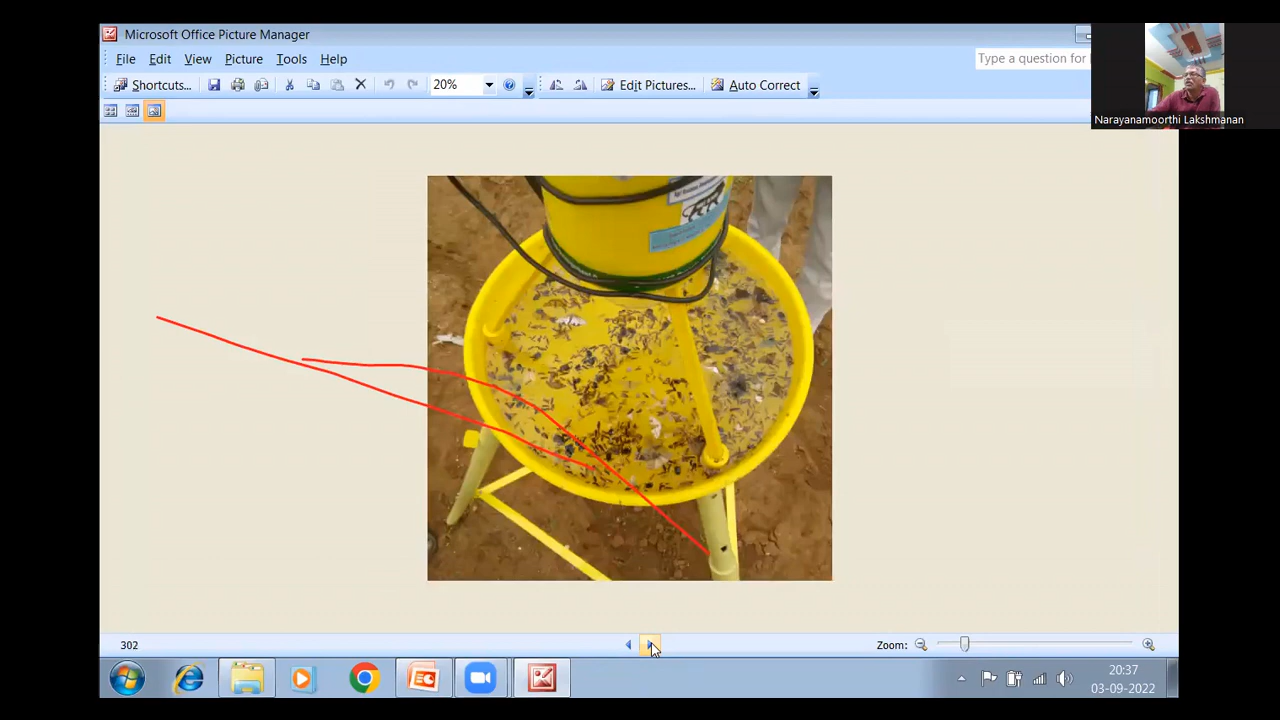 Microsoft Office Picture Manager
File Edit View Picture Tools Help
Type a question for
Shortcuts... 20% Edit Pictures... Auto Correct
Narayanamoorthi Lakshmanan
302
Zoom:
20:37
03-09-2022